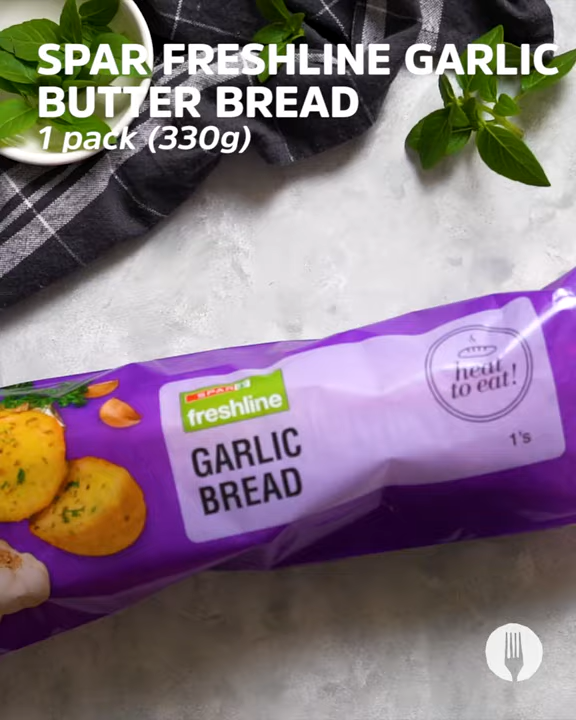 SPAR FRESHLINE GARLIC
BUTTER BREAD
1 pack (330g)
SPAR
freshline
GARLIC
BREAD
heat
to eat!
1's